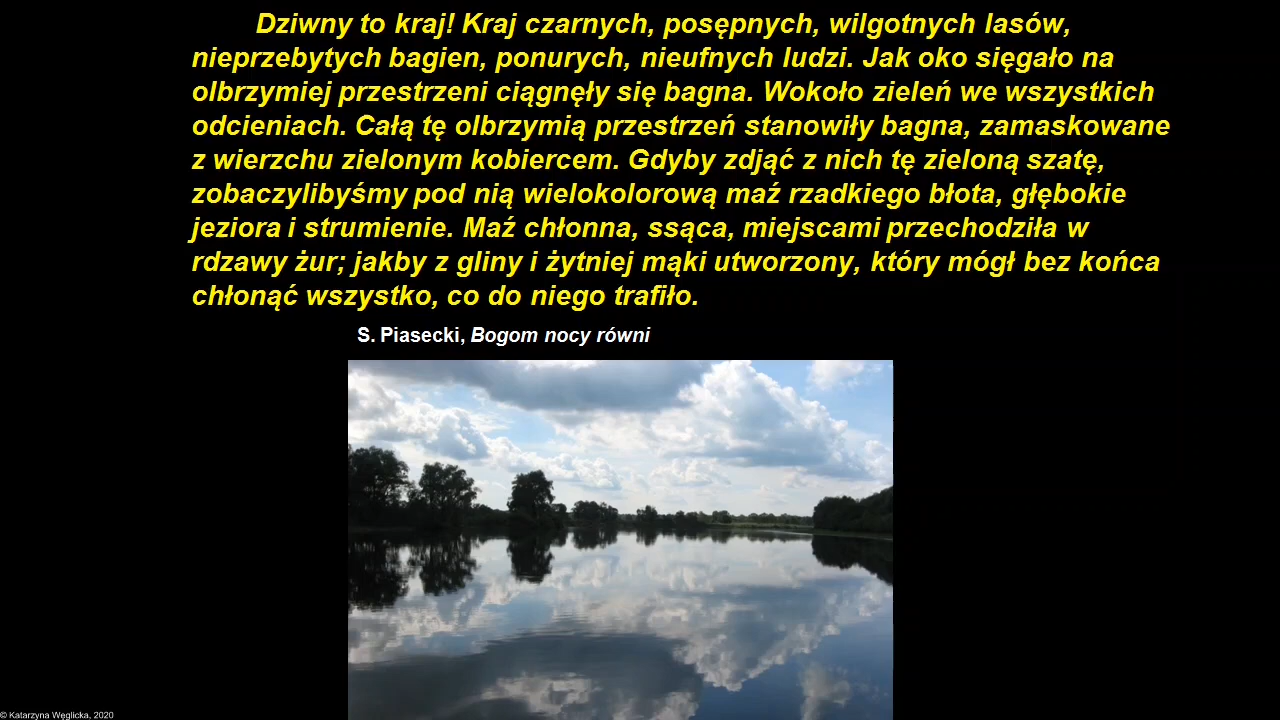 Dziwny to kraj! Kraj czarnych, posępnych, wilgotnych lasów,
nieprzebytych bagien, ponurych, nieufnych ludzi. Jak oko sięgało na
olbrzymiej przestrzeni ciągnęły się bagna. Wokoło zieleń we wszystkich
odcieniach. Całą tę olbrzymią przestrzeń stanowiły bagna, zamaskowane
z wierzchu zielonym kobiercem. Gdyby zdjąć z nich tę zieloną szatę,
zobaczylibyśmy pod nią wielokolorową maź rzadkiego błota, głębokie
jeziora i strumienie. Maź chłonna, ssąca, miejscami przechodziła w
rdzawy żur; jakby z gliny i żytniej mąki utworzony, który mógł bez końca
chłonąć wszystko, co do niego trafiło.
S. Piasecki, Bogom nocy równi
© Katarzyna Węglicka, 2020